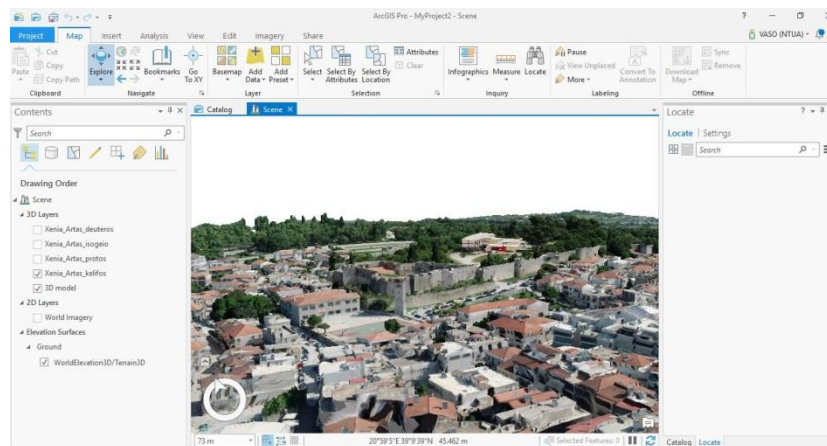 ArcGIS Pro - MyProject2 - Scene
?
Project Map Insert Analysis View Edit Imagery Share
VASO (NTUA)
Cut
Copy
Copy Path
Paste
Clipboard
Explore
Bookmarks
Go To XY
Navigate
Basemap
Add Data
Add Preset
Layer
Select
Select By Attributes
Select By Location
Attributes
Clear
Selection
Infographics
Measure
Locate
Inquiry
Pause
View Unplaced
More
Convert To Annotation
Labeling
Download Map
Sync
Remove
Offline
Contents
Search
Drawing Order
Scene
3D Layers
Xenia_Artas_deuteros
Xenia_Artas_isogeio
Xenia_Artas_protos
Xenia_Artas_kelifos
3D model
2D Layers
World Imagery
Elevation Surfaces
Ground
WorldElevation3D/Terrain3D
Catalog Scene
73 m
20°59'5"E 39°9'39"N 45.462 m
Selected Features: 0
Locate
?
Locate Settings
Search
Catalog Locate